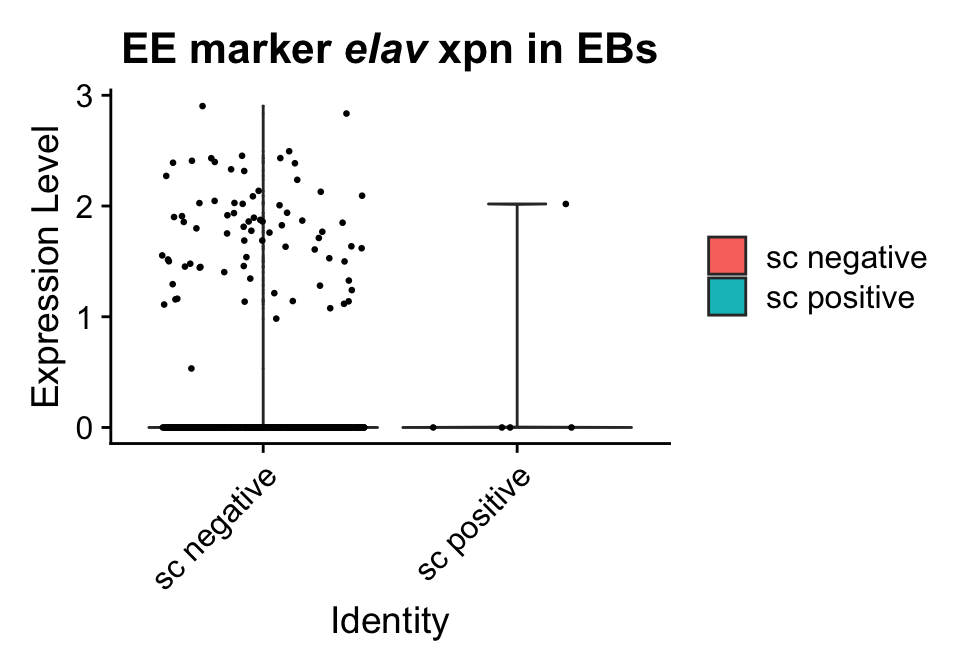 EE marker elav xpn in EBs
Expression Level
3
2
1
0
sc negative
sc positive
Identity
sc negative
sc positive